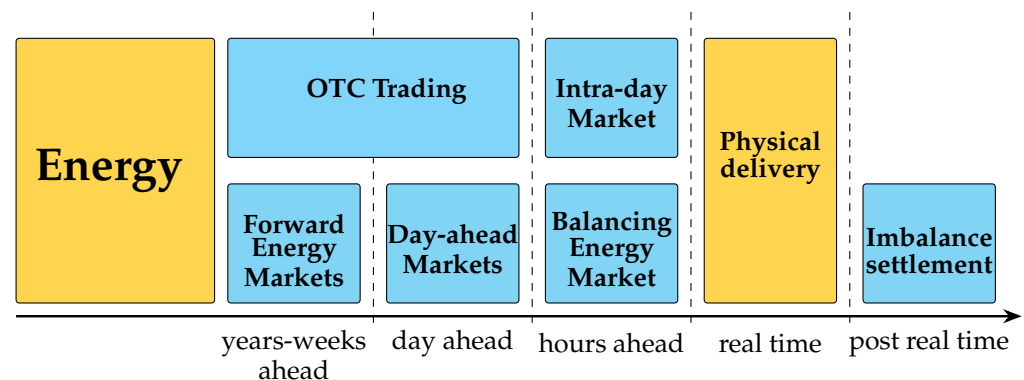 Energy
OTC Trading
Forward
Energy
Markets
Day-ahead
Markets
Intra-day
Market
Balancing
Energy
Market
Physical
delivery
Imbalance
settlement
years-weeks
ahead
day ahead
hours ahead
real time
post real time